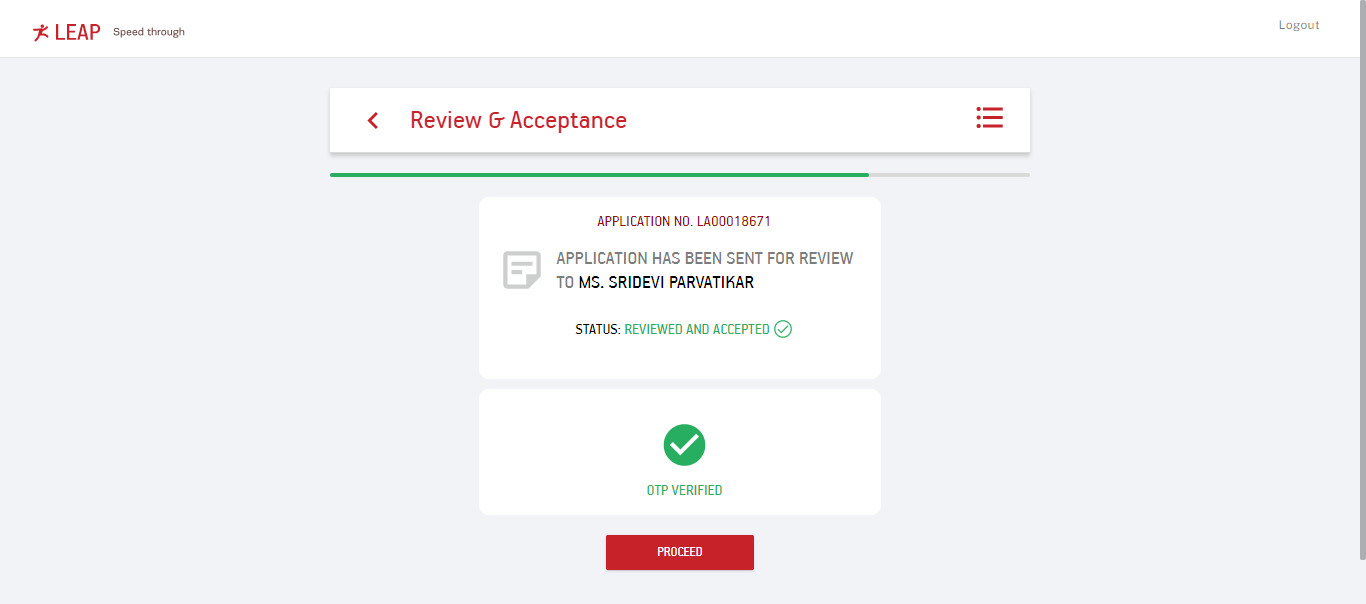 LEAP Speed through
Logout
Review & Acceptance
APPLICATION NO. LA00018671
APPLICATION HAS BEEN SENT FOR REVIEW
TO MS. SRIDEVI PARVATIKAR
STATUS: REVIEWED AND ACCEPTED
OTP VERIFIED
PROCEED